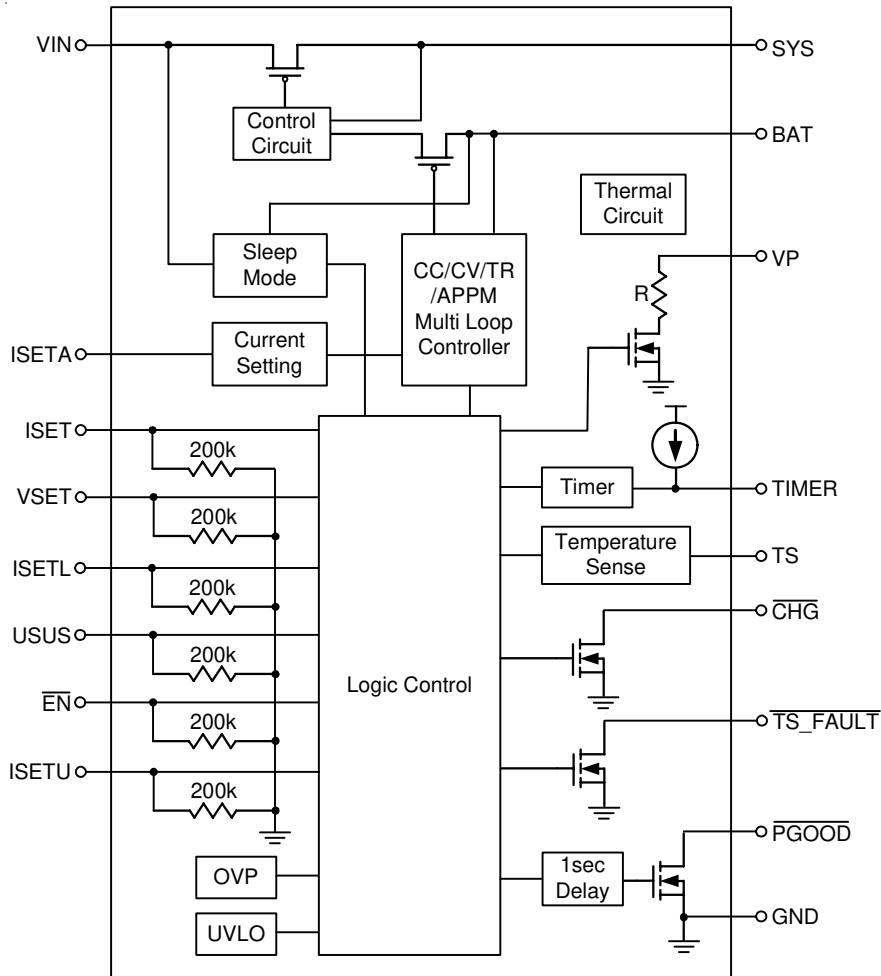 VIN
SYS
Control
Circuit
BAT
Thermal
Circuit
Sleep
Mode
CC/CV/TR
/APPM
Multi Loop
Controller
VP
R
ISETA
Current
Setting
ISET
200k
VSET
200k
ISETL
200k
USUS
200k
EN
200k
ISETU
200k
Logic Control
Timer
TIMER
Temperature
Sense
TS
CHG
TS_FAULT
PGOOD
1sec
Delay
GND
OVP
UVLO